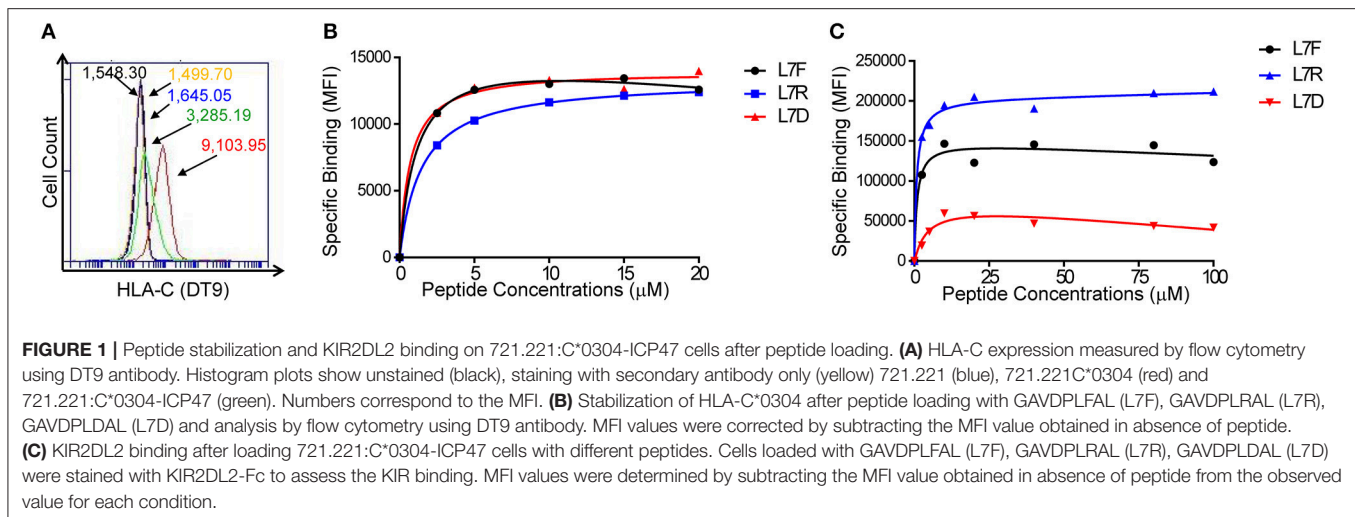 A
1,548.30
1,499.70
1,645.05
3,285.19
9,103.95
Cell Count
HLA-C (DT9)
B
15000
10000
5000
0
Specific Binding (MFI)
0 5 10 15 20
Peptide Concentrations (μM)
L7F
L7R
L7D
C
250000
200000
150000
100000
50000
0
Specific Binding (MFI)
0 25 50 75 100
Peptide Concentrations (μM)
L7F
L7R
L7D
FIGURE 1 | Peptide stabilization and KIR2DL2 binding on 721.221:C*0304-ICP47 cells after peptide loading. (A) HLA-C expression measured by flow cytometry
using DT9 antibody. Histogram plots show unstained (black), staining with secondary antibody only (yellow) 721.221 (blue), 721.221C*0304 (red) and
721.221:C*0304-ICP47 (green). Numbers correspond to the MFI. (B) Stabilization of HLA-C*0304 after peptide loading with GAVDPLFAL (L7F), GAVDPLRAL (L7R),
GAVDPLDAL (L7D) and analysis by flow cytometry using DT9 antibody. MFI values were corrected by subtracting the MFI value obtained in absence of peptide.
(C) KIR2DL2 binding after loading 721.221:C*0304-ICP47 cells with different peptides. Cells loaded with GAVDPLFAL (L7F), GAVDPLRAL (L7R), GAVDPLDAL (L7D)
were stained with KIR2DL2-Fc to assess the KIR binding. MFI values were determined by subtracting the MFI value obtained in absence of peptide from the observed
value for each condition.